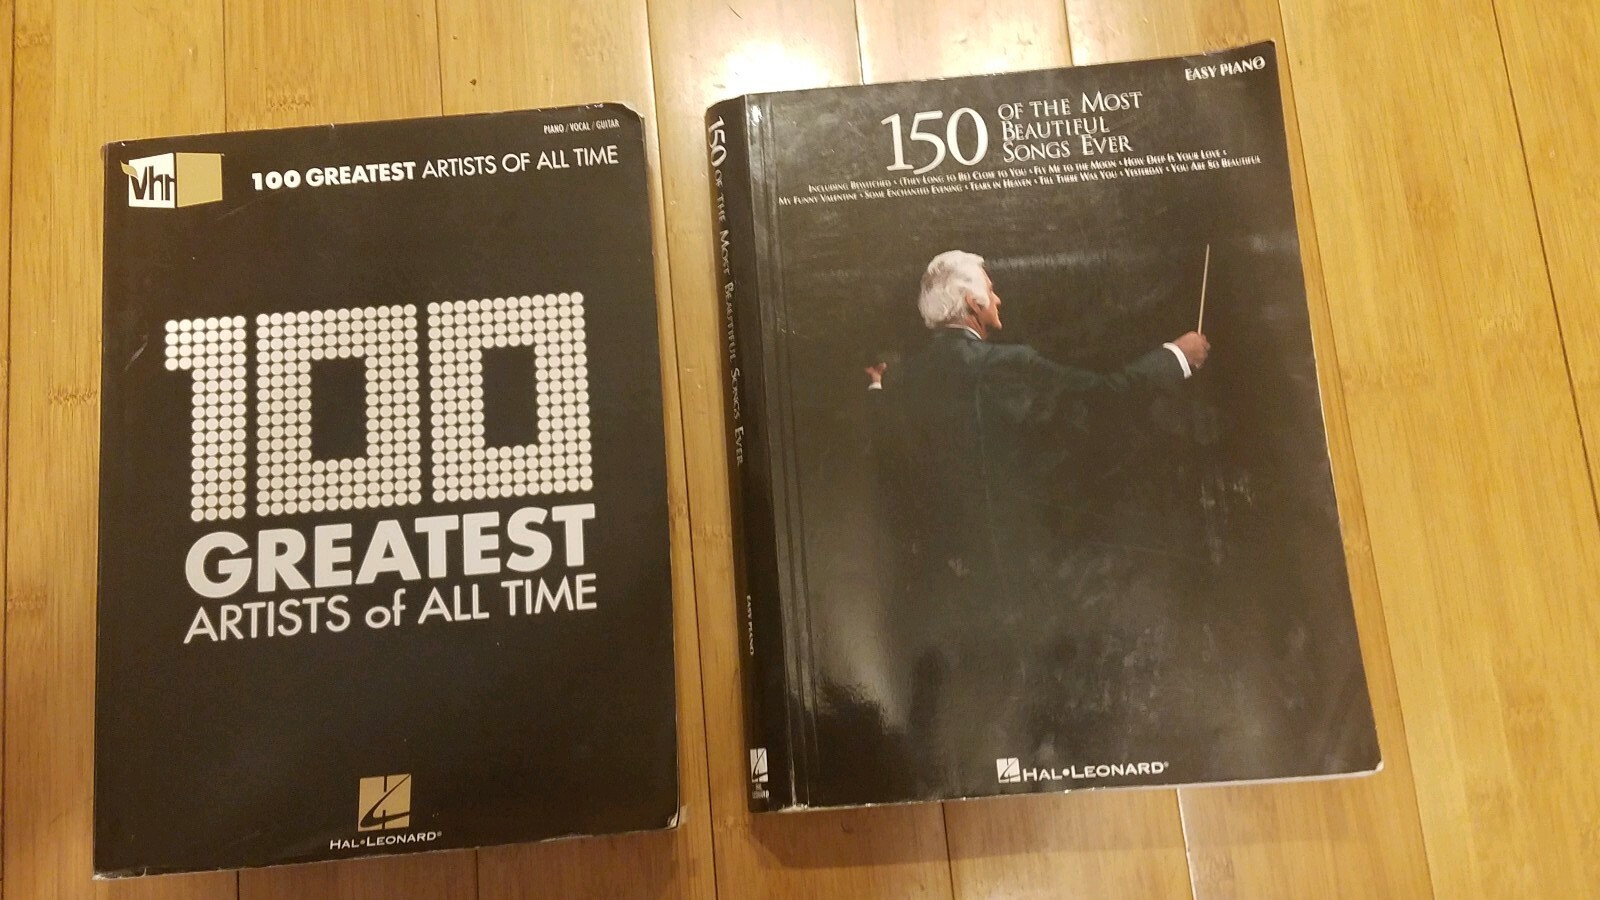 vh1
PIANO / VOCAL / GUITAR
100 GREATEST ARTISTS OF ALL TIME
100
GREATEST
ARTISTS of ALL TIME
HAL•LEONARD®
150 OF THE MOST BEAUTIFUL SONGS EVER
EASY PIANO
HAL
LEONARD
EASY PIANO
150 OF THE MOST
BEAUTIFUL
SONGS EVER
INCLUDING BEWITCHED • (THEY LONG TO BE) CLOSE TO YOU • FLY ME TO THE MOON • HOW DEEP IS YOUR LOVE •
MY FUNNY VALENTINE • SOME ENCHANTED EVENING • TEARS IN HEAVEN • TILL THERE WAS YOU • YESTERDAY • YOU ARE SO BEAUTIFUL
HAL•LEONARD®